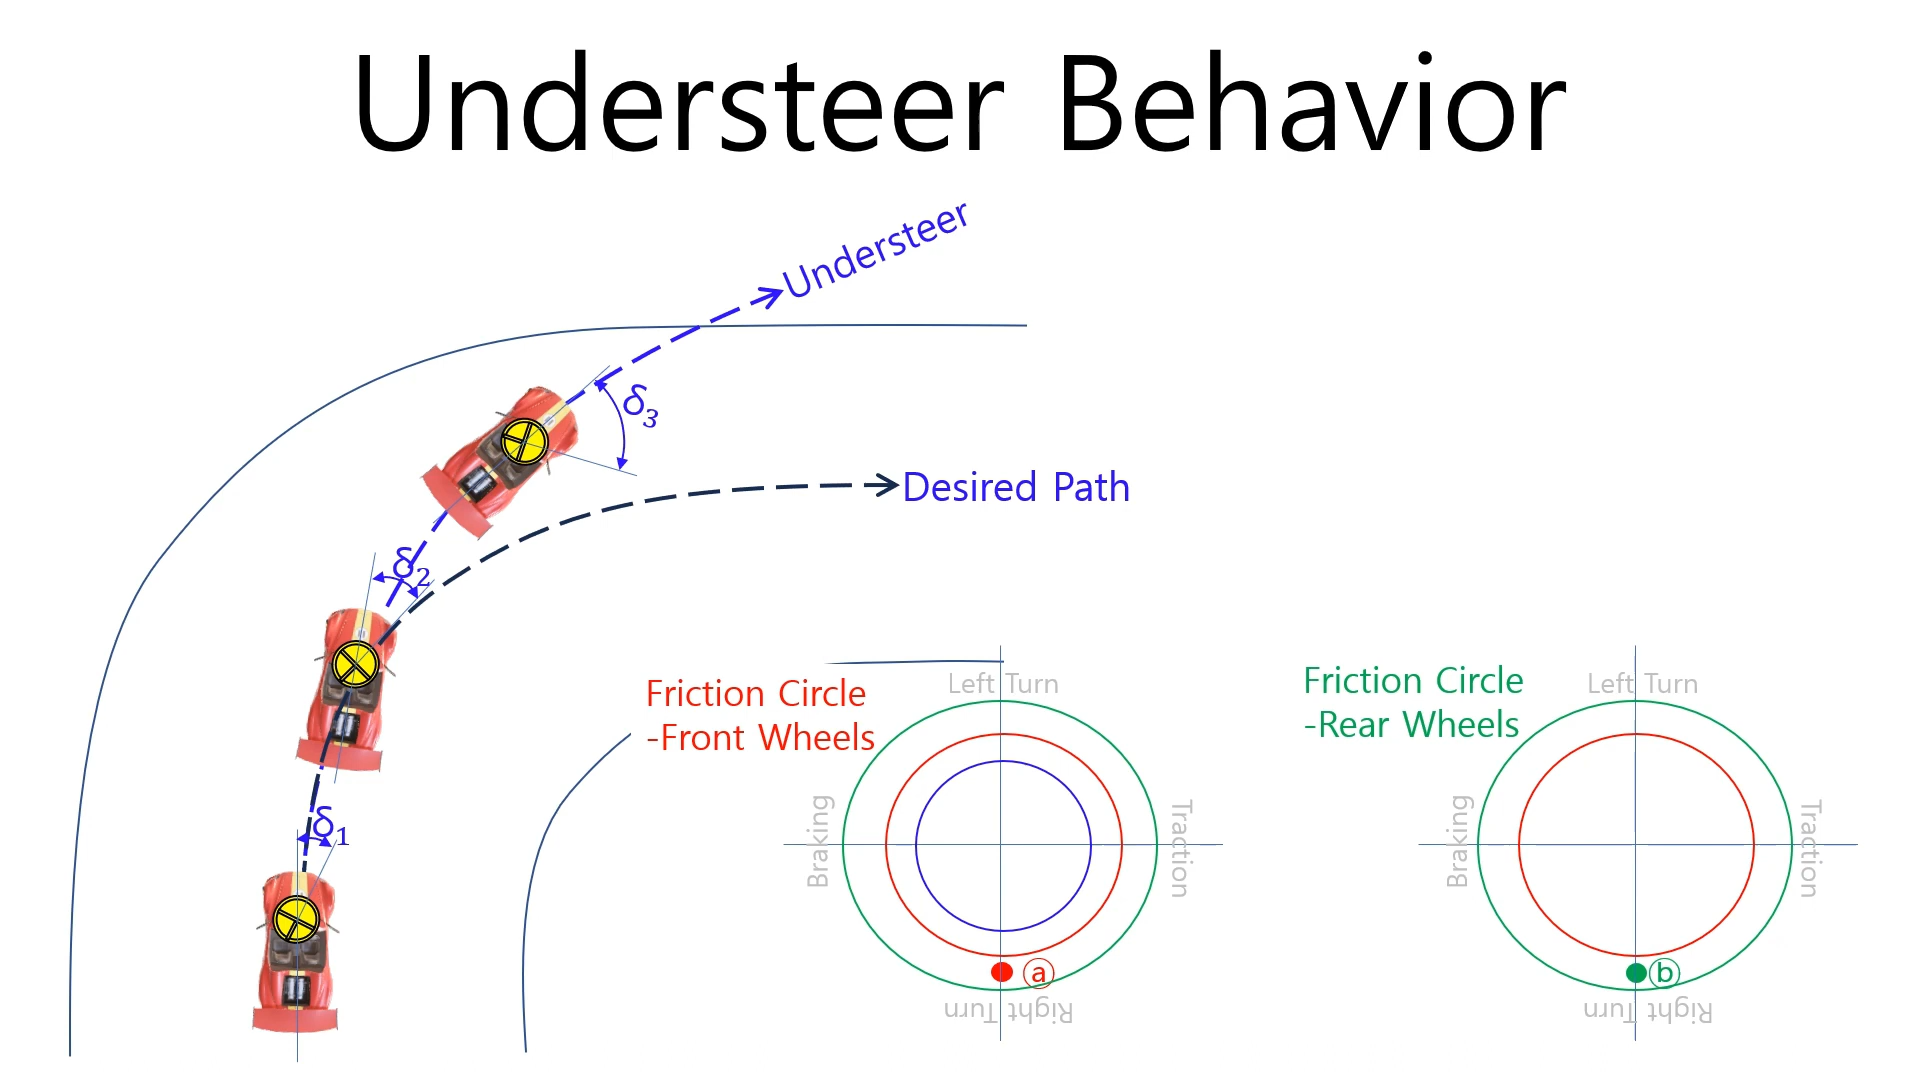 Understeer Behavior
Understeer
δ3
Desired Path
δ2
δ1
Friction Circle
-Front Wheels
Left Turn
Braking
Traction
ⓐ
Right Turn
Friction Circle
-Rear Wheels
Left Turn
Braking
Traction
ⓑ
Right Turn